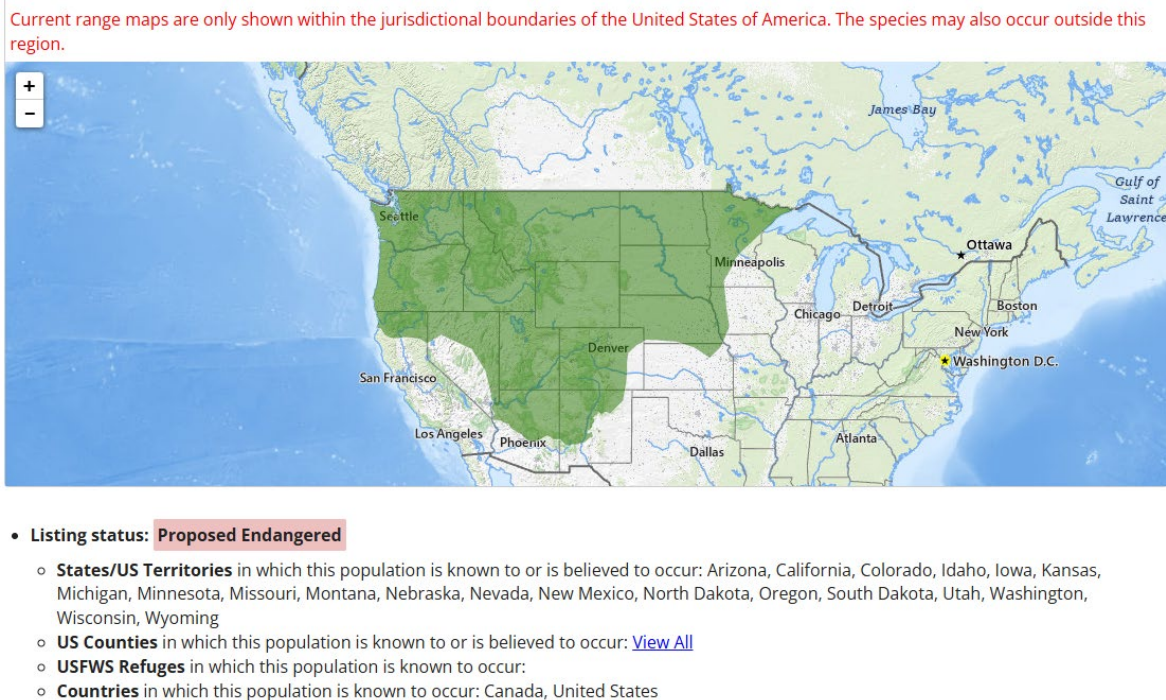 Current range maps are only shown within the jurisdictional boundaries of the United States of America. The species may also occur outside this
region.
+
−
James Bay
Gulf of
Saint
Lawrence
Seattle
Ottawa
Minneapolis
Boston
Chicago
Detroit
New York
Denver
Washington D.C.
San Francisco
Los Angeles
Phoenix
Atlanta
Dallas
• Listing status: Proposed Endangered
○ States/US Territories in which this population is known to or is believed to occur: Arizona, California, Colorado, Idaho, Iowa, Kansas,
Michigan, Minnesota, Missouri, Montana, Nebraska, Nevada, New Mexico, North Dakota, Oregon, South Dakota, Utah, Washington,
Wisconsin, Wyoming
○ US Counties in which this population is known to or is believed to occur: View All
○ USFWS Refuges in which this population is known to occur:
○ Countries in which this population is known to occur: Canada, United States